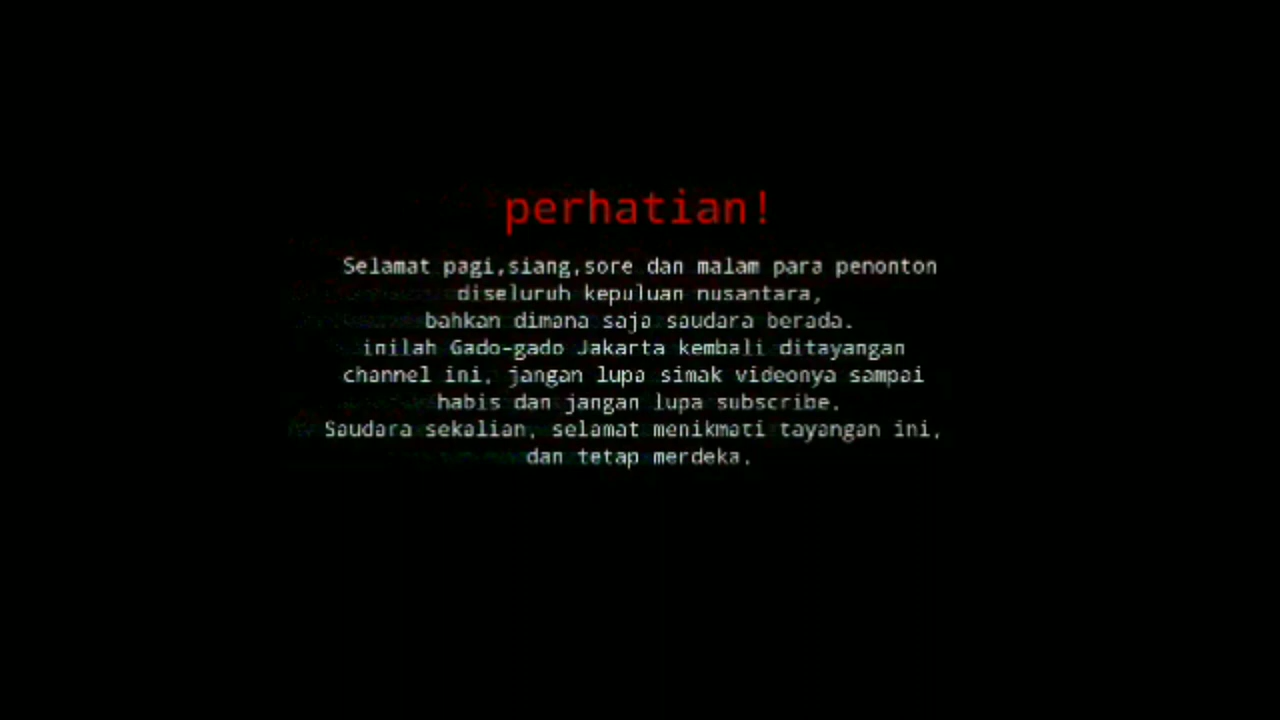 perhatian!
Selamat pagi,siang,sore dan malam para penonton
diseluruh kepuluan nusantara,
bahkan dimana saja saudara berada.
inilah Gado-gado Jakarta kembali ditayangan
channel ini, jangan lupa simak videonya sampai
habis dan jangan lupa subscribe.
Saudara sekalian, selamat menikmati tayangan ini,
dan tetap merdeka.